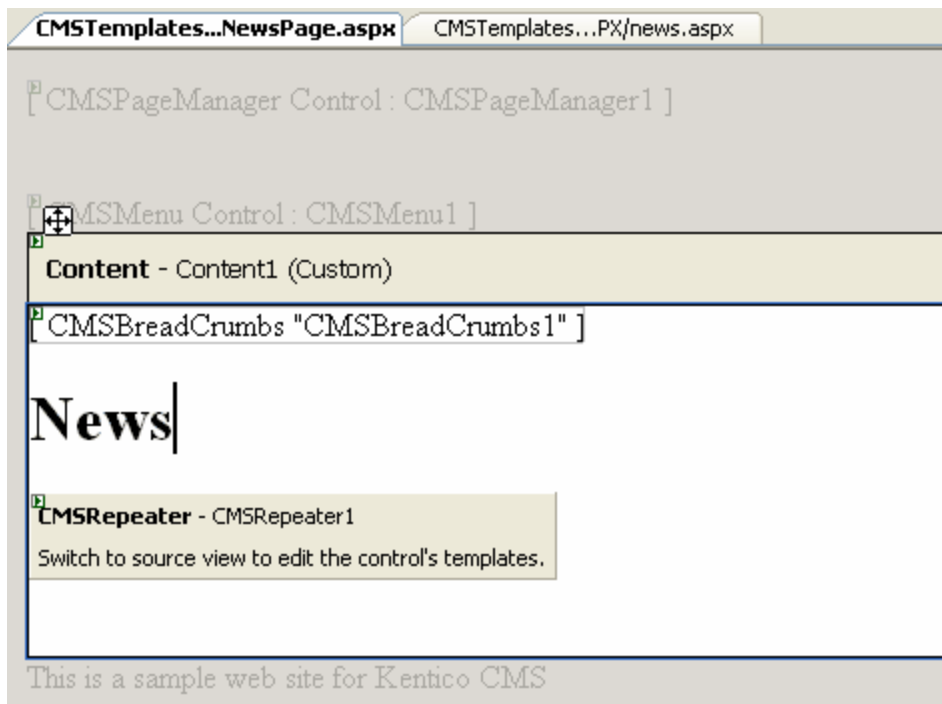 CMSTemplates...NewsPage.aspx CMSTemplates...PX/news.aspx
[ CMSPageManager Control : CMSPageManager1 ]
[ CMSMenu Control : CMSMenu1 ]
Content - Content1 (Custom)
[ CMSBreadCrumbs "CMSBreadCrumbs1" ]
News
CMSRepeater - CMSRepeater1
Switch to source view to edit the control's templates.
This is a sample web site for Kentico CMS